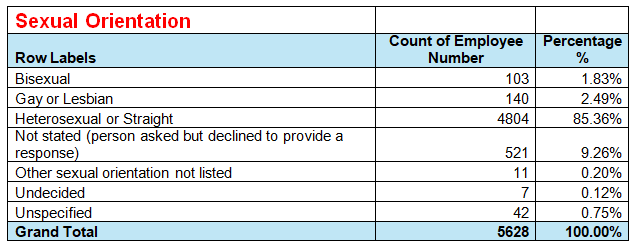 Sexual Orientation
Row Labels Count of Employee Number Percentage %
Bisexual 103 1.83%
Gay or Lesbian 140 2.49%
Heterosexual or Straight 4804 85.36%
Not stated (person asked but declined to provide a response) 521 9.26%
Other sexual orientation not listed 11 0.20%
Undecided 7 0.12%
Unspecified 42 0.75%
Grand Total 5628 100.00%